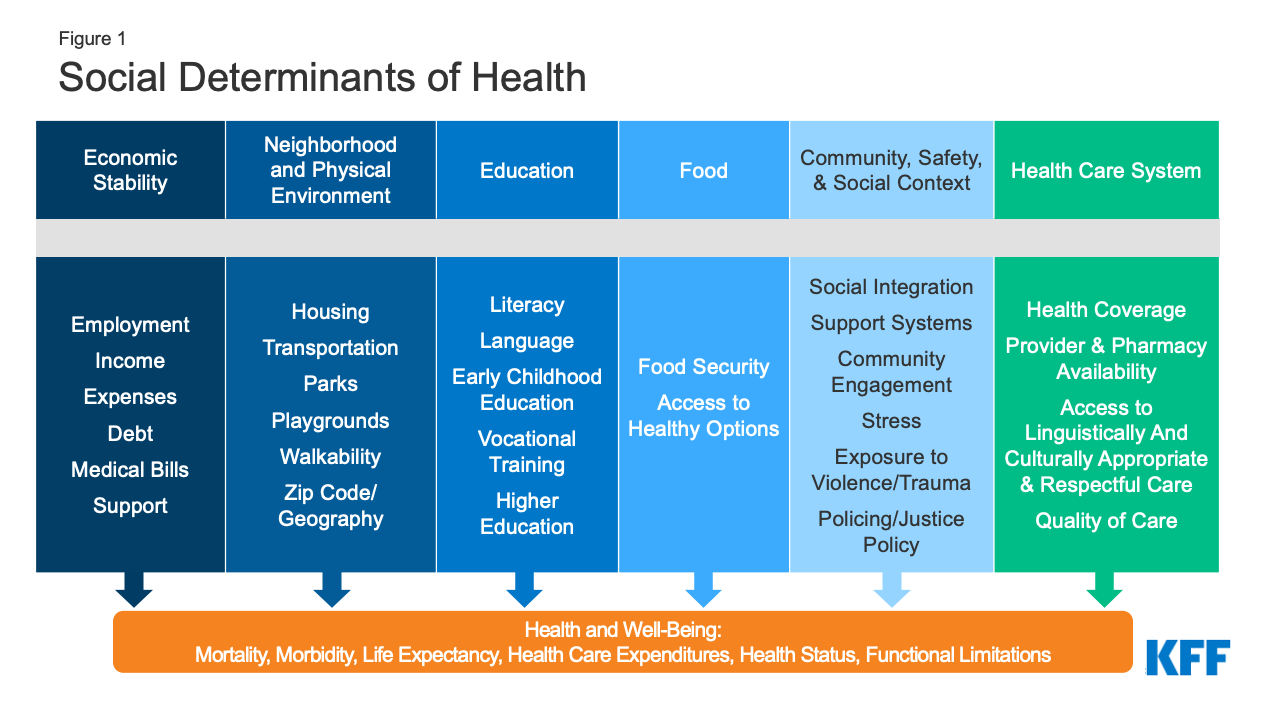 Figure 1
Social Determinants of Health
Economic
Stability
Neighborhood
and Physical
Environment
Education
Food
Community, Safety,
& Social Context
Health Care System
Employment
Income
Expenses
Debt
Medical Bills
Support
Housing
Transportation
Parks
Playgrounds
Walkability
Zip Code/
Geography
Literacy
Language
Early Childhood
Education
Vocational
Training
Higher
Education
Food Security
Access to
Healthy Options
Social Integration
Support Systems
Community
Engagement
Stress
Exposure to
Violence/Trauma
Policing/Justice
Policy
Health Coverage
Provider & Pharmacy
Availability
Access to
Linguistically And
Culturally Appropriate
& Respectful Care
Quality of Care
Health and Well-Being:
Mortality, Morbidity, Life Expectancy, Health Care Expenditures, Health Status, Functional Limitations
KFF